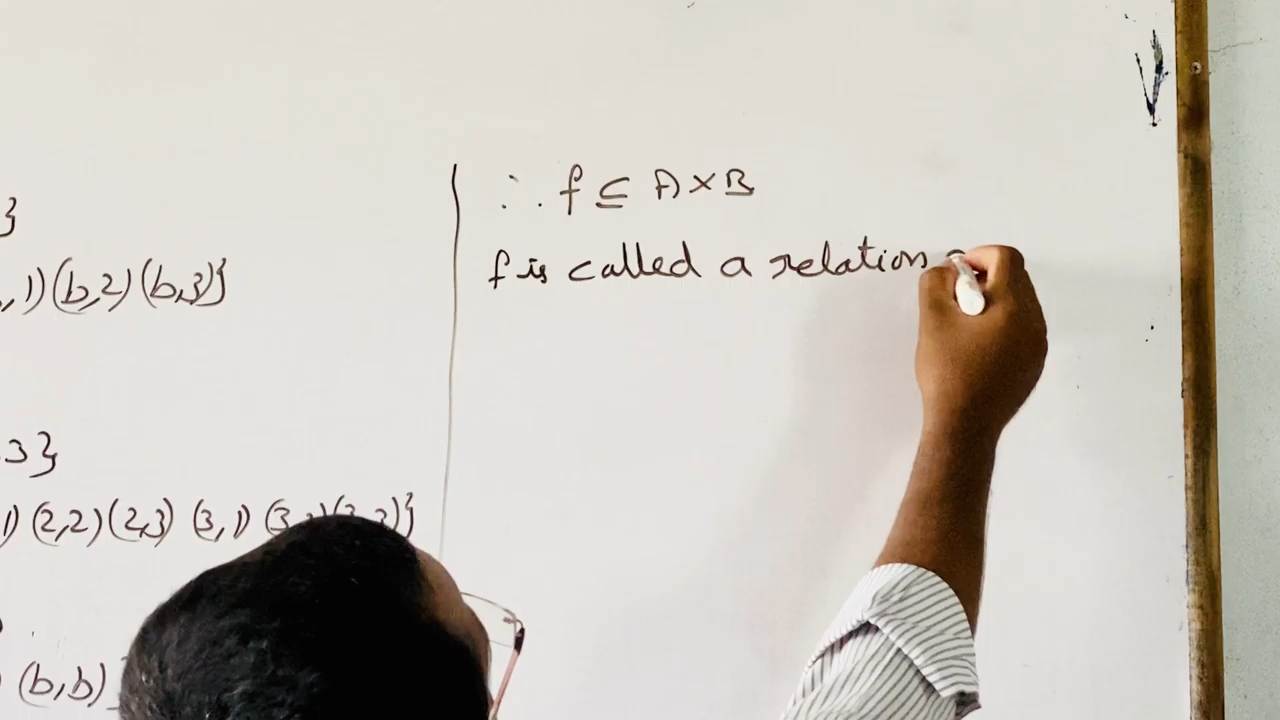 }
, 1) (b,2) (b,3)}
3}
1) (2,2) (2,3) (3,1) (3,
(b,b)
∴ f ⊆ A×B
f is called a relation